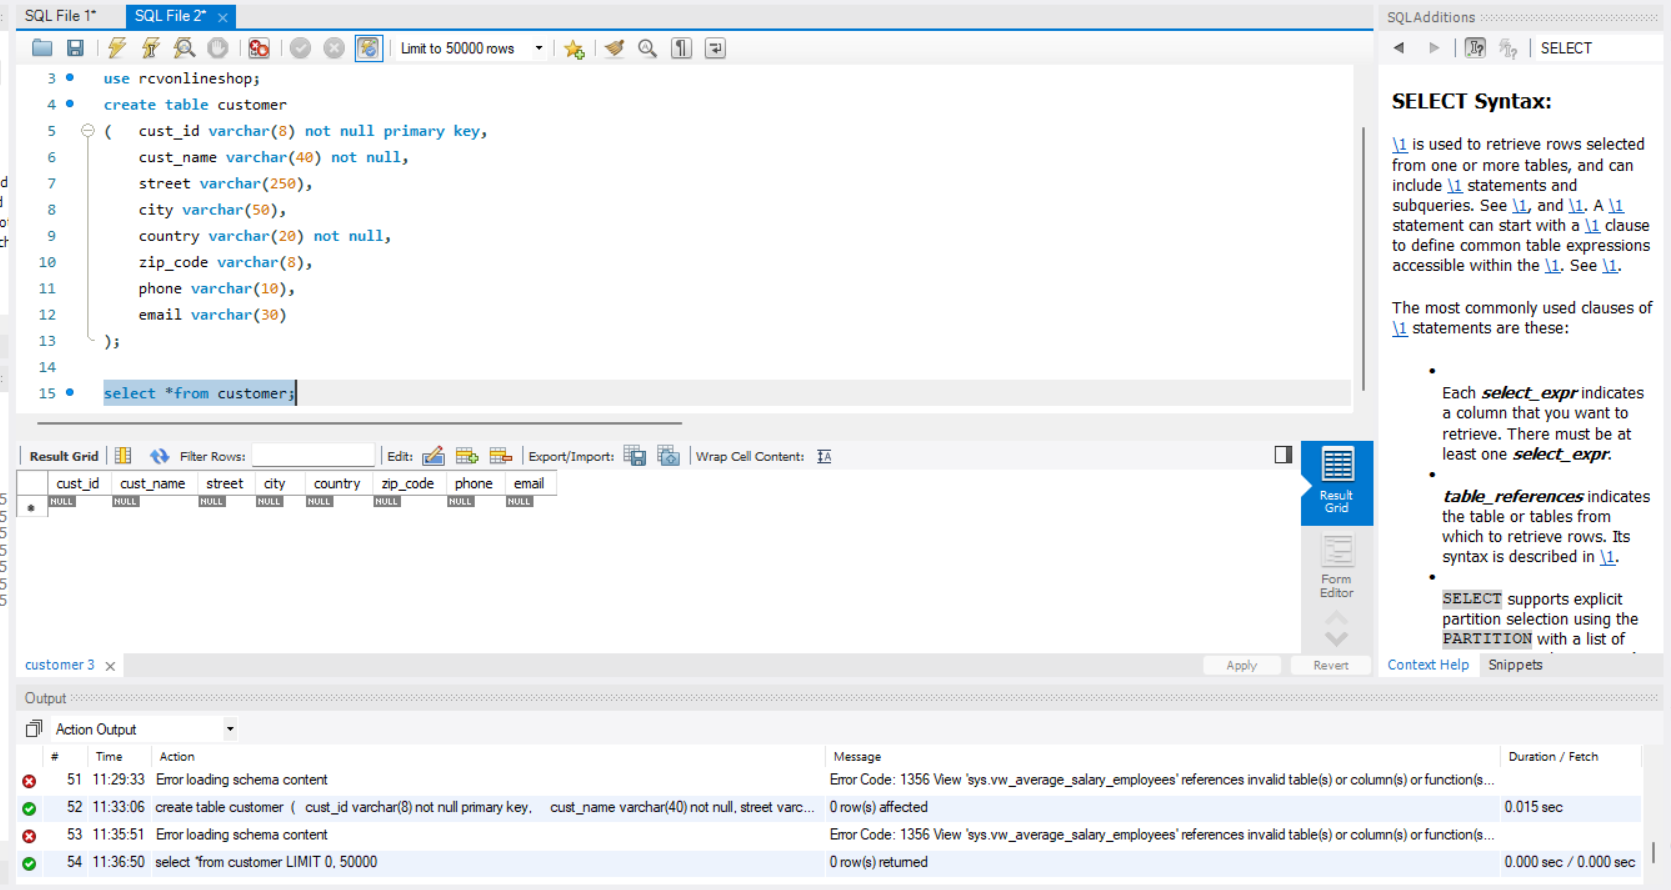 SQL File 1*
SQL File 2*
Limit to 50000 rows
3 use rcvonlineshop;
4 create table customer
5 ( cust_id varchar(8) not null primary key,
6 cust_name varchar(40) not null,
7 street varchar(250),
8 city varchar(50),
9 country varchar(20) not null,
10 zip_code varchar(8),
11 phone varchar(10),
12 email varchar(30)
13 );
14
15 select *from customer;
Result Grid Filter Rows: Edit: Export/Import: Wrap Cell Content:
cust_id cust_name street city country zip_code phone email
* NULL NULL NULL NULL NULL NULL NULL NULL
Result
Grid
Form
Editor
customer 3
Apply Revert
SQLAdditions
SELECT
SELECT Syntax:
\1 is used to retrieve rows selected
from one or more tables, and can
include \1 statements and
subqueries. See \1, and \1. A \1
statement can start with a \1 clause
to define common table expressions
accessible within the \1. See \1.
The most commonly used clauses of
\1 statements are these:
•
Each select_expr indicates
a column that you want to
retrieve. There must be at
least one select_expr.
•
table_references indicates
the table or tables from
which to retrieve rows. Its
syntax is described in \1.
•
SELECT supports explicit
partition selection using the
PARTITION with a list of
Context Help Snippets
Output
Action Output
# Time Action Message Duration / Fetch
51 11:29:33 Error loading schema content Error Code: 1356 View 'sys.vw_average_salary_employees' references invalid table(s) or column(s) or function(s...
52 11:33:06 create table customer ( cust_id varchar(8) not null primary key, cust_name varchar(40) not null, street varc... 0 row(s) affected 0.015 sec
53 11:35:51 Error loading schema content Error Code: 1356 View 'sys.vw_average_salary_employees' references invalid table(s) or column(s) or function(s...
54 11:36:50 select *from customer LIMIT 0, 50000 0 row(s) returned 0.000 sec / 0.000 sec